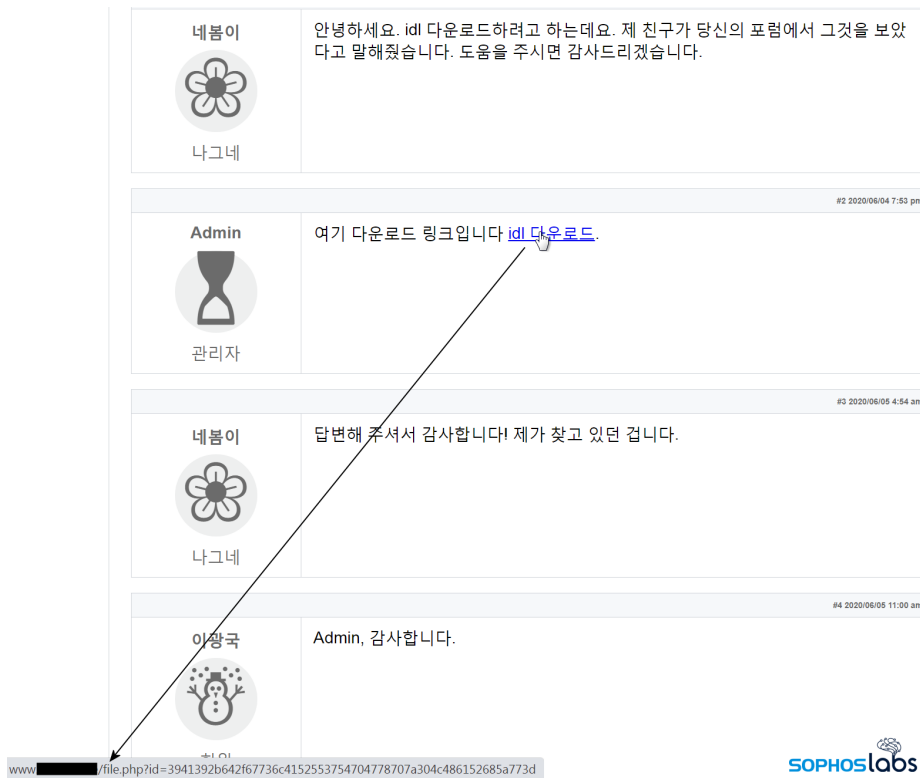 네봄이
안녕하세요. idl 다운로드하려고 하는데요. 제 친구가 당신의 포럼에서 그것을 보았
다고 말해줬습니다. 도움을 주시면 감사드리겠습니다.
나그네
#2 2020/06/04 7:53 pm
Admin
여기 다운로드 링크입니다 idl 다운로드.
관리자
#3 2020/06/05 4:54 am
네봄이
답변해 주셔서 감사합니다! 제가 찾고 있던 겁니다.
나그네
#4 2020/06/05 11:00 am
이광국
Admin, 감사합니다.
www
/file.php?id=3941392b642f67736c4152553754704778707a304c486152685a773d
SOPHOSlabs